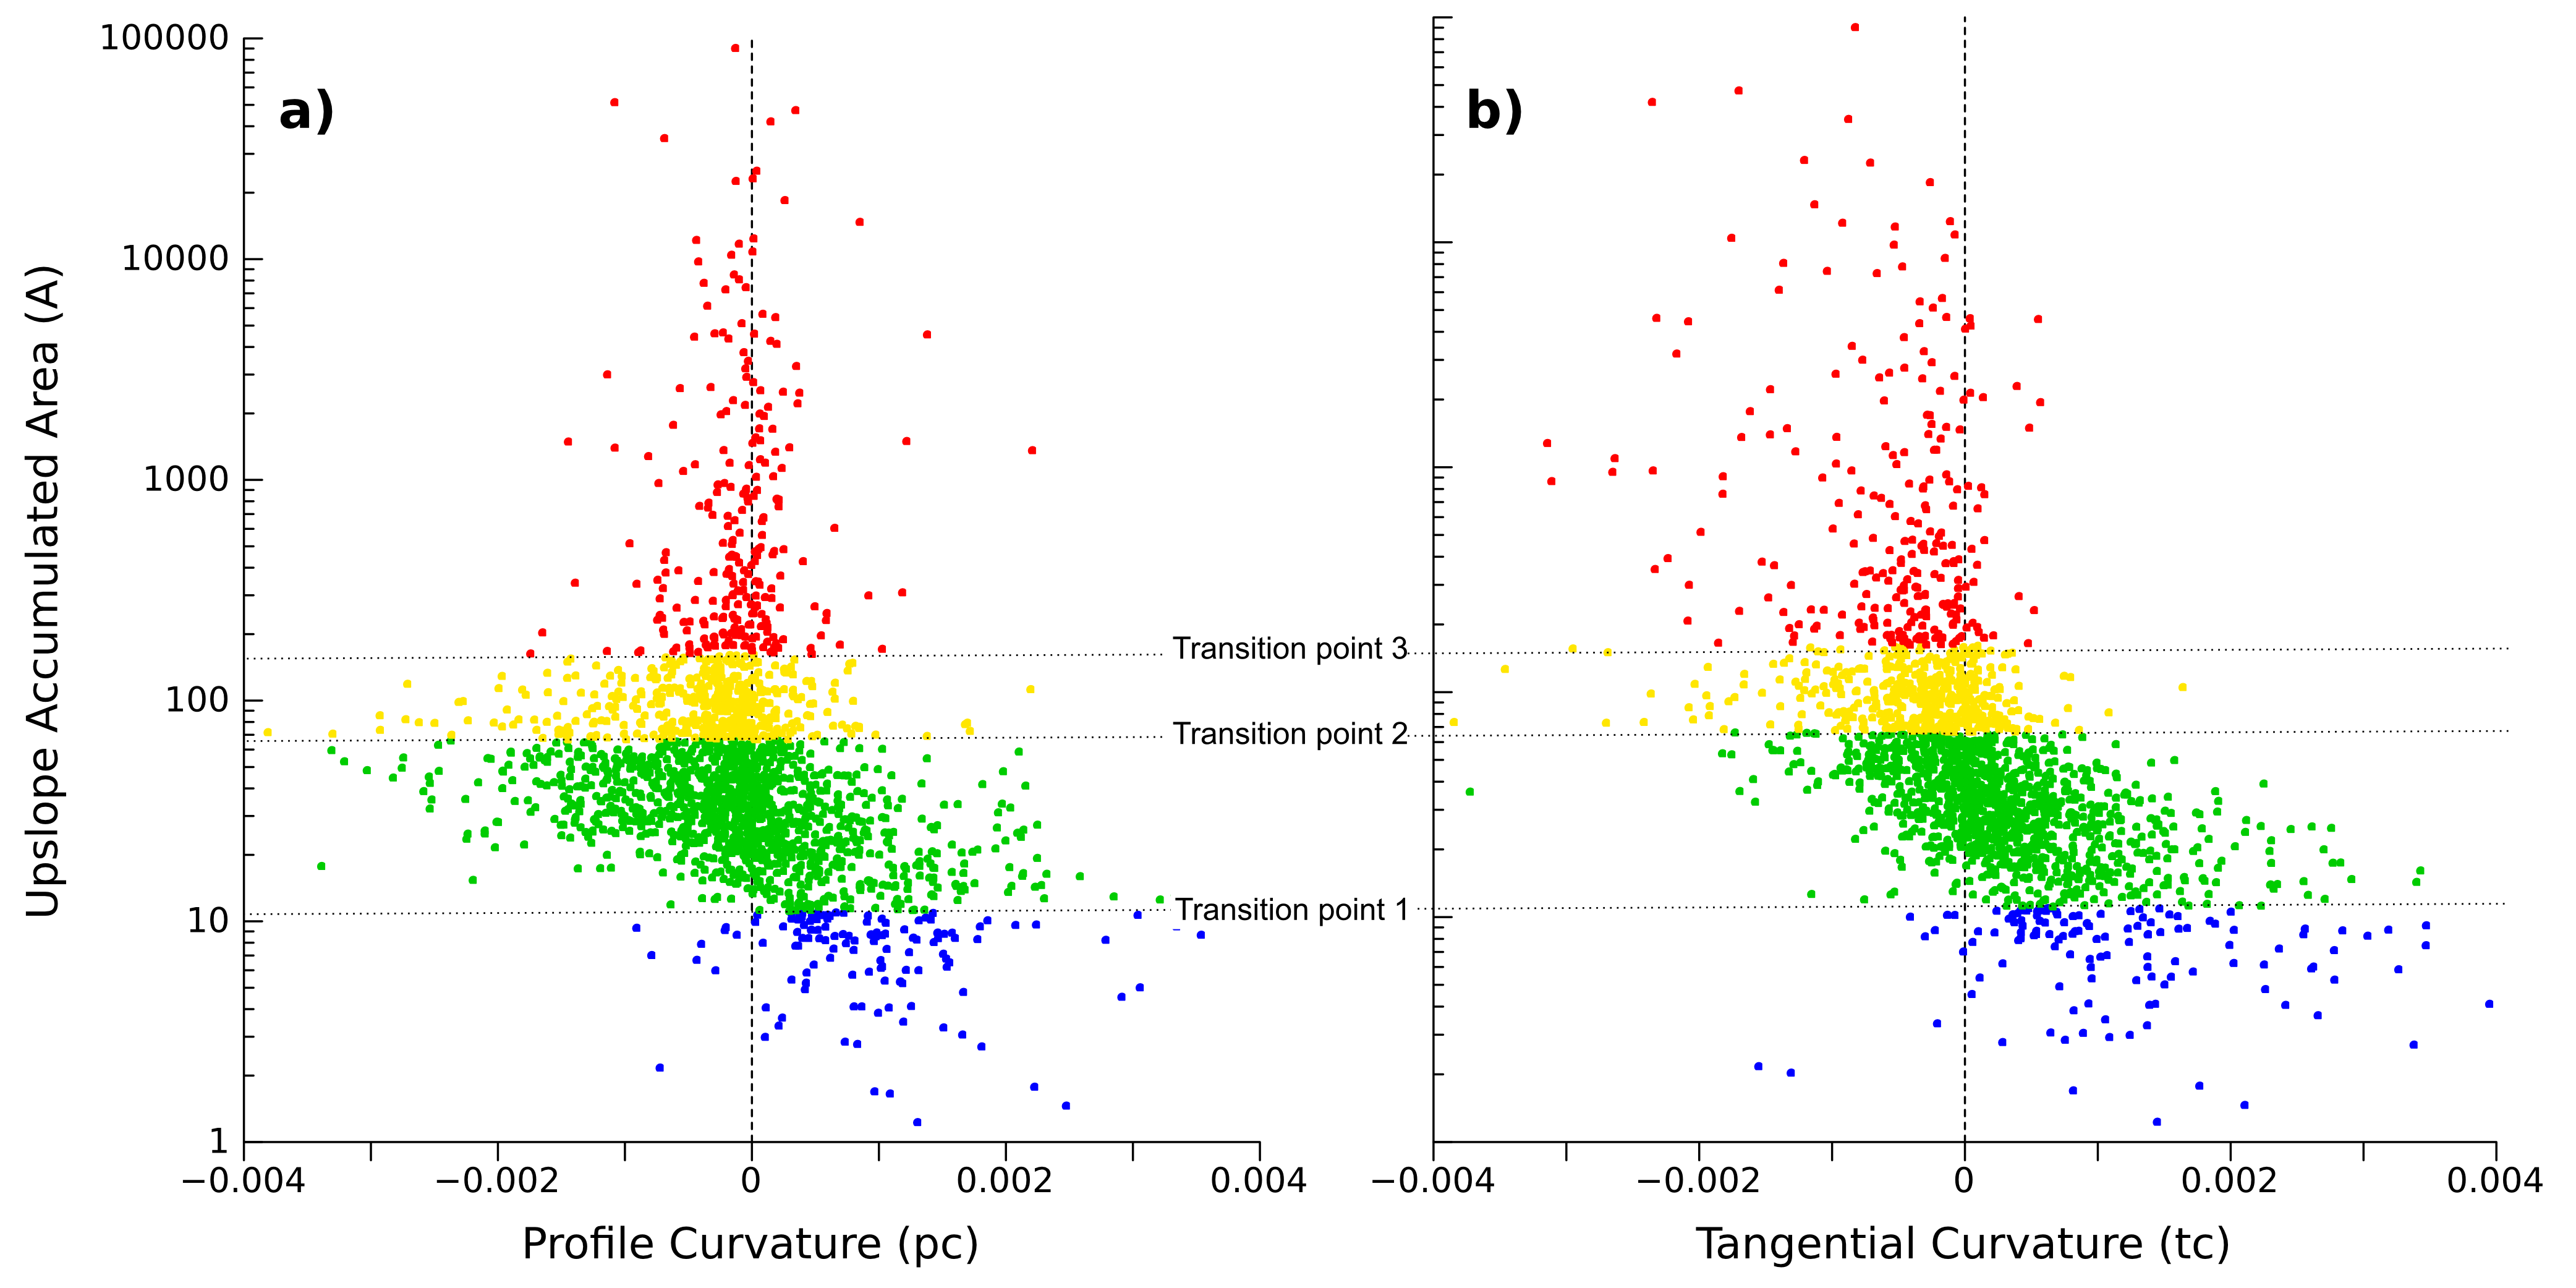 100000
10000
1000
100
10
1
Upslope Accumulated Area (A)
a)
−0.004
−0.002
0
0.002
0.004
Profile Curvature (pc)
Transition point 3
Transition point 2
Transition point 1
b)
−0.004
−0.002
0
0.002
0.004
Tangential Curvature (tc)